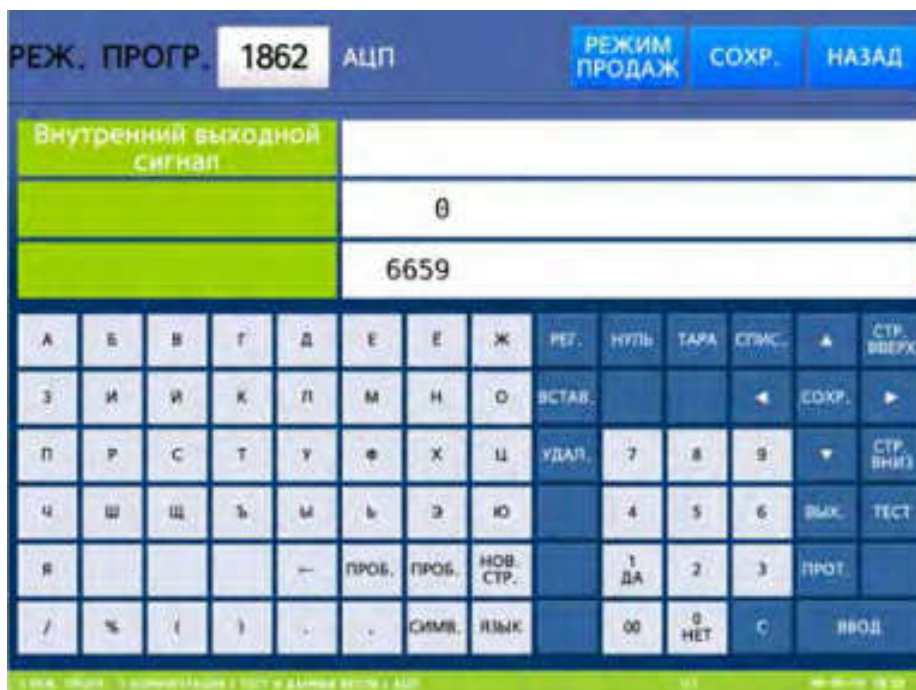 РЕЖ. ПРОГР. 1862 АЦП РЕЖИМ ПРОДАЖ СОХР. НАЗАД
Внутренний выходной
сигнал
0
6659
А Б В Г Д Е Ё Ж РЕГ. НУЛЬ ТАРА СПИС. ▲ СТР. ВВЕРХ
З И Й К Л М Н О ВСТАВ. ◄ СОХР. ►
П Р С Т У Ф Х Ц УДАЛ. 7 8 9 ▼ СТР. ВНИЗ
Ч Ш Щ Ъ Ы Ь Э Ю 4 5 6 ВЫХ. ТЕСТ
Я ← ПРОБ. ПРОБ. НОВ. СТР. 1 ДА 2 3 ПРОТ.
/ % ( ) . , СИМВ. ЯЗЫК 00 0 НЕТ С ВВОД